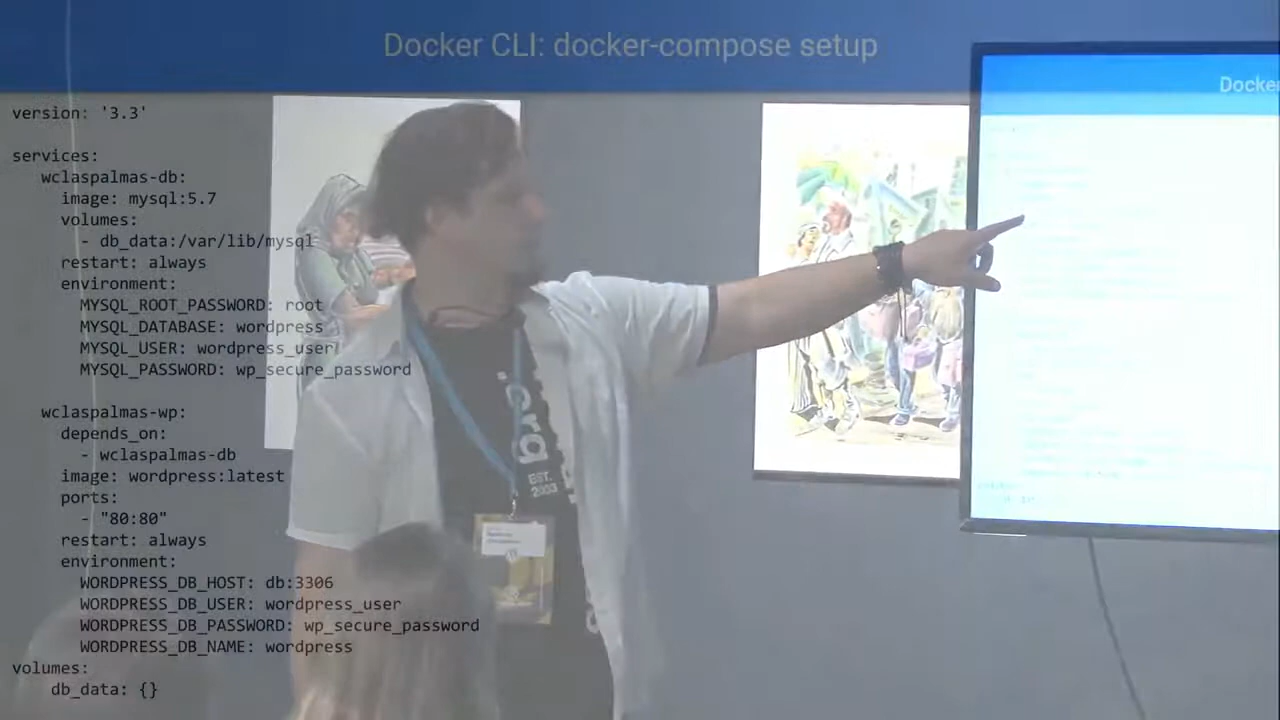 Docker CLI: docker-compose setup
Docker
version: '3.3'
services:
wclaspalmas-db:
image: mysql:5.7
volumes:
- db_data:/var/lib/mysql
restart: always
environment:
MYSQL_ROOT_PASSWORD: root
MYSQL_DATABASE: wordpress
MYSQL_USER: wordpress_user
MYSQL_PASSWORD: wp_secure_password
wclaspalmas-wp:
depends_on:
- wclaspalmas-db
image: wordpress:latest
ports:
- "80:80"
restart: always
environment:
WORDPRESS_DB_HOST: db:3306
WORDPRESS_DB_USER: wordpress_user
WORDPRESS_DB_PASSWORD: wp_secure_password
WORDPRESS_DB_NAME: wordpress
volumes:
db_data: {}
.org
EST.
2003